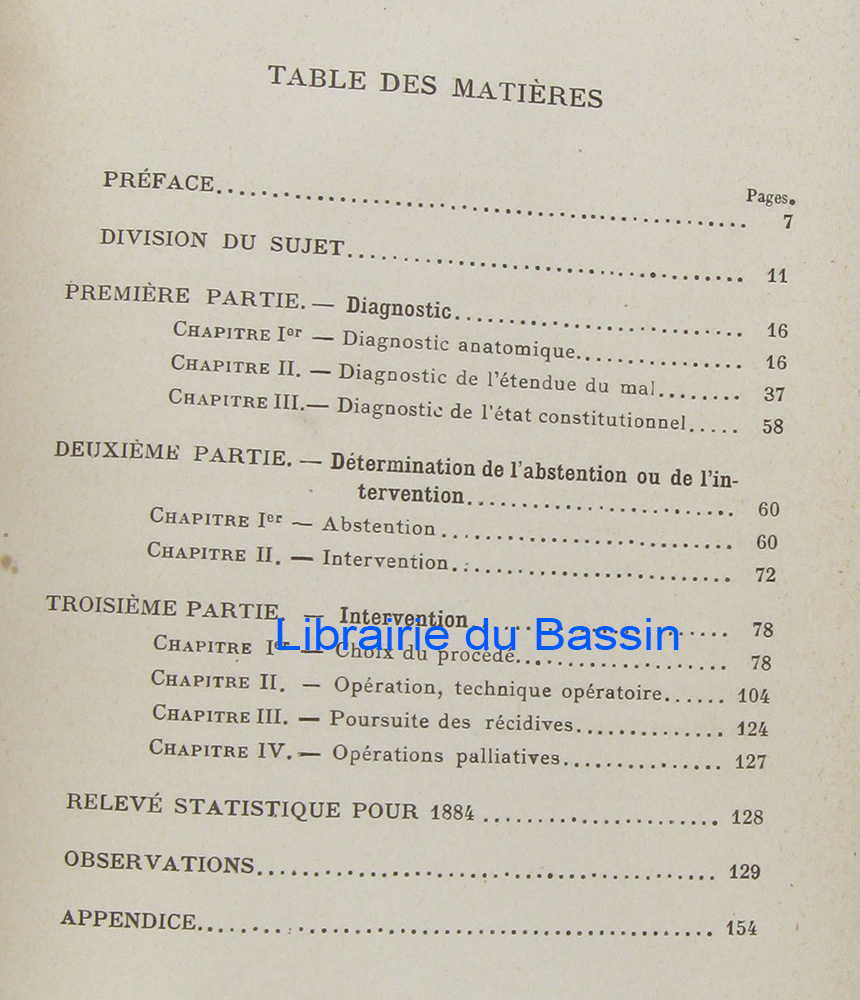 TABLE DES MATIÈRES
Pages.
PRÉFACE........................................ 7
DIVISION DU SUJET.............................. 11
PREMIÈRE PARTIE. — Diagnostic...................... 16
CHAPITRE Ier — Diagnostic anatomique............... 16
CHAPITRE II. — Diagnostic de l'étendue du mal........ 37
CHAPITRE III. — Diagnostic de l'état constitutionnel..... 58
DEUXIÈME PARTIE. — Détermination de l'abstention ou de l'in-
tervention......................... 60
CHAPITRE Ier — Abstention......................... 60
CHAPITRE II. — Intervention........................ 72
TROISIÈME PARTIE — Intervention.................... 78
Librairie du Bassin
CHAPITRE Ier — Choix du procédé.................. 78
CHAPITRE II. — Opération, technique opératoire...... 104
CHAPITRE III. — Poursuite des récidives............. 124
CHAPITRE IV. — Opérations palliatives.............. 127
RELEVÉ STATISTIQUE POUR 1884 ..................... 128
OBSERVATIONS..................................... 129
APPENDICE........................................ 154